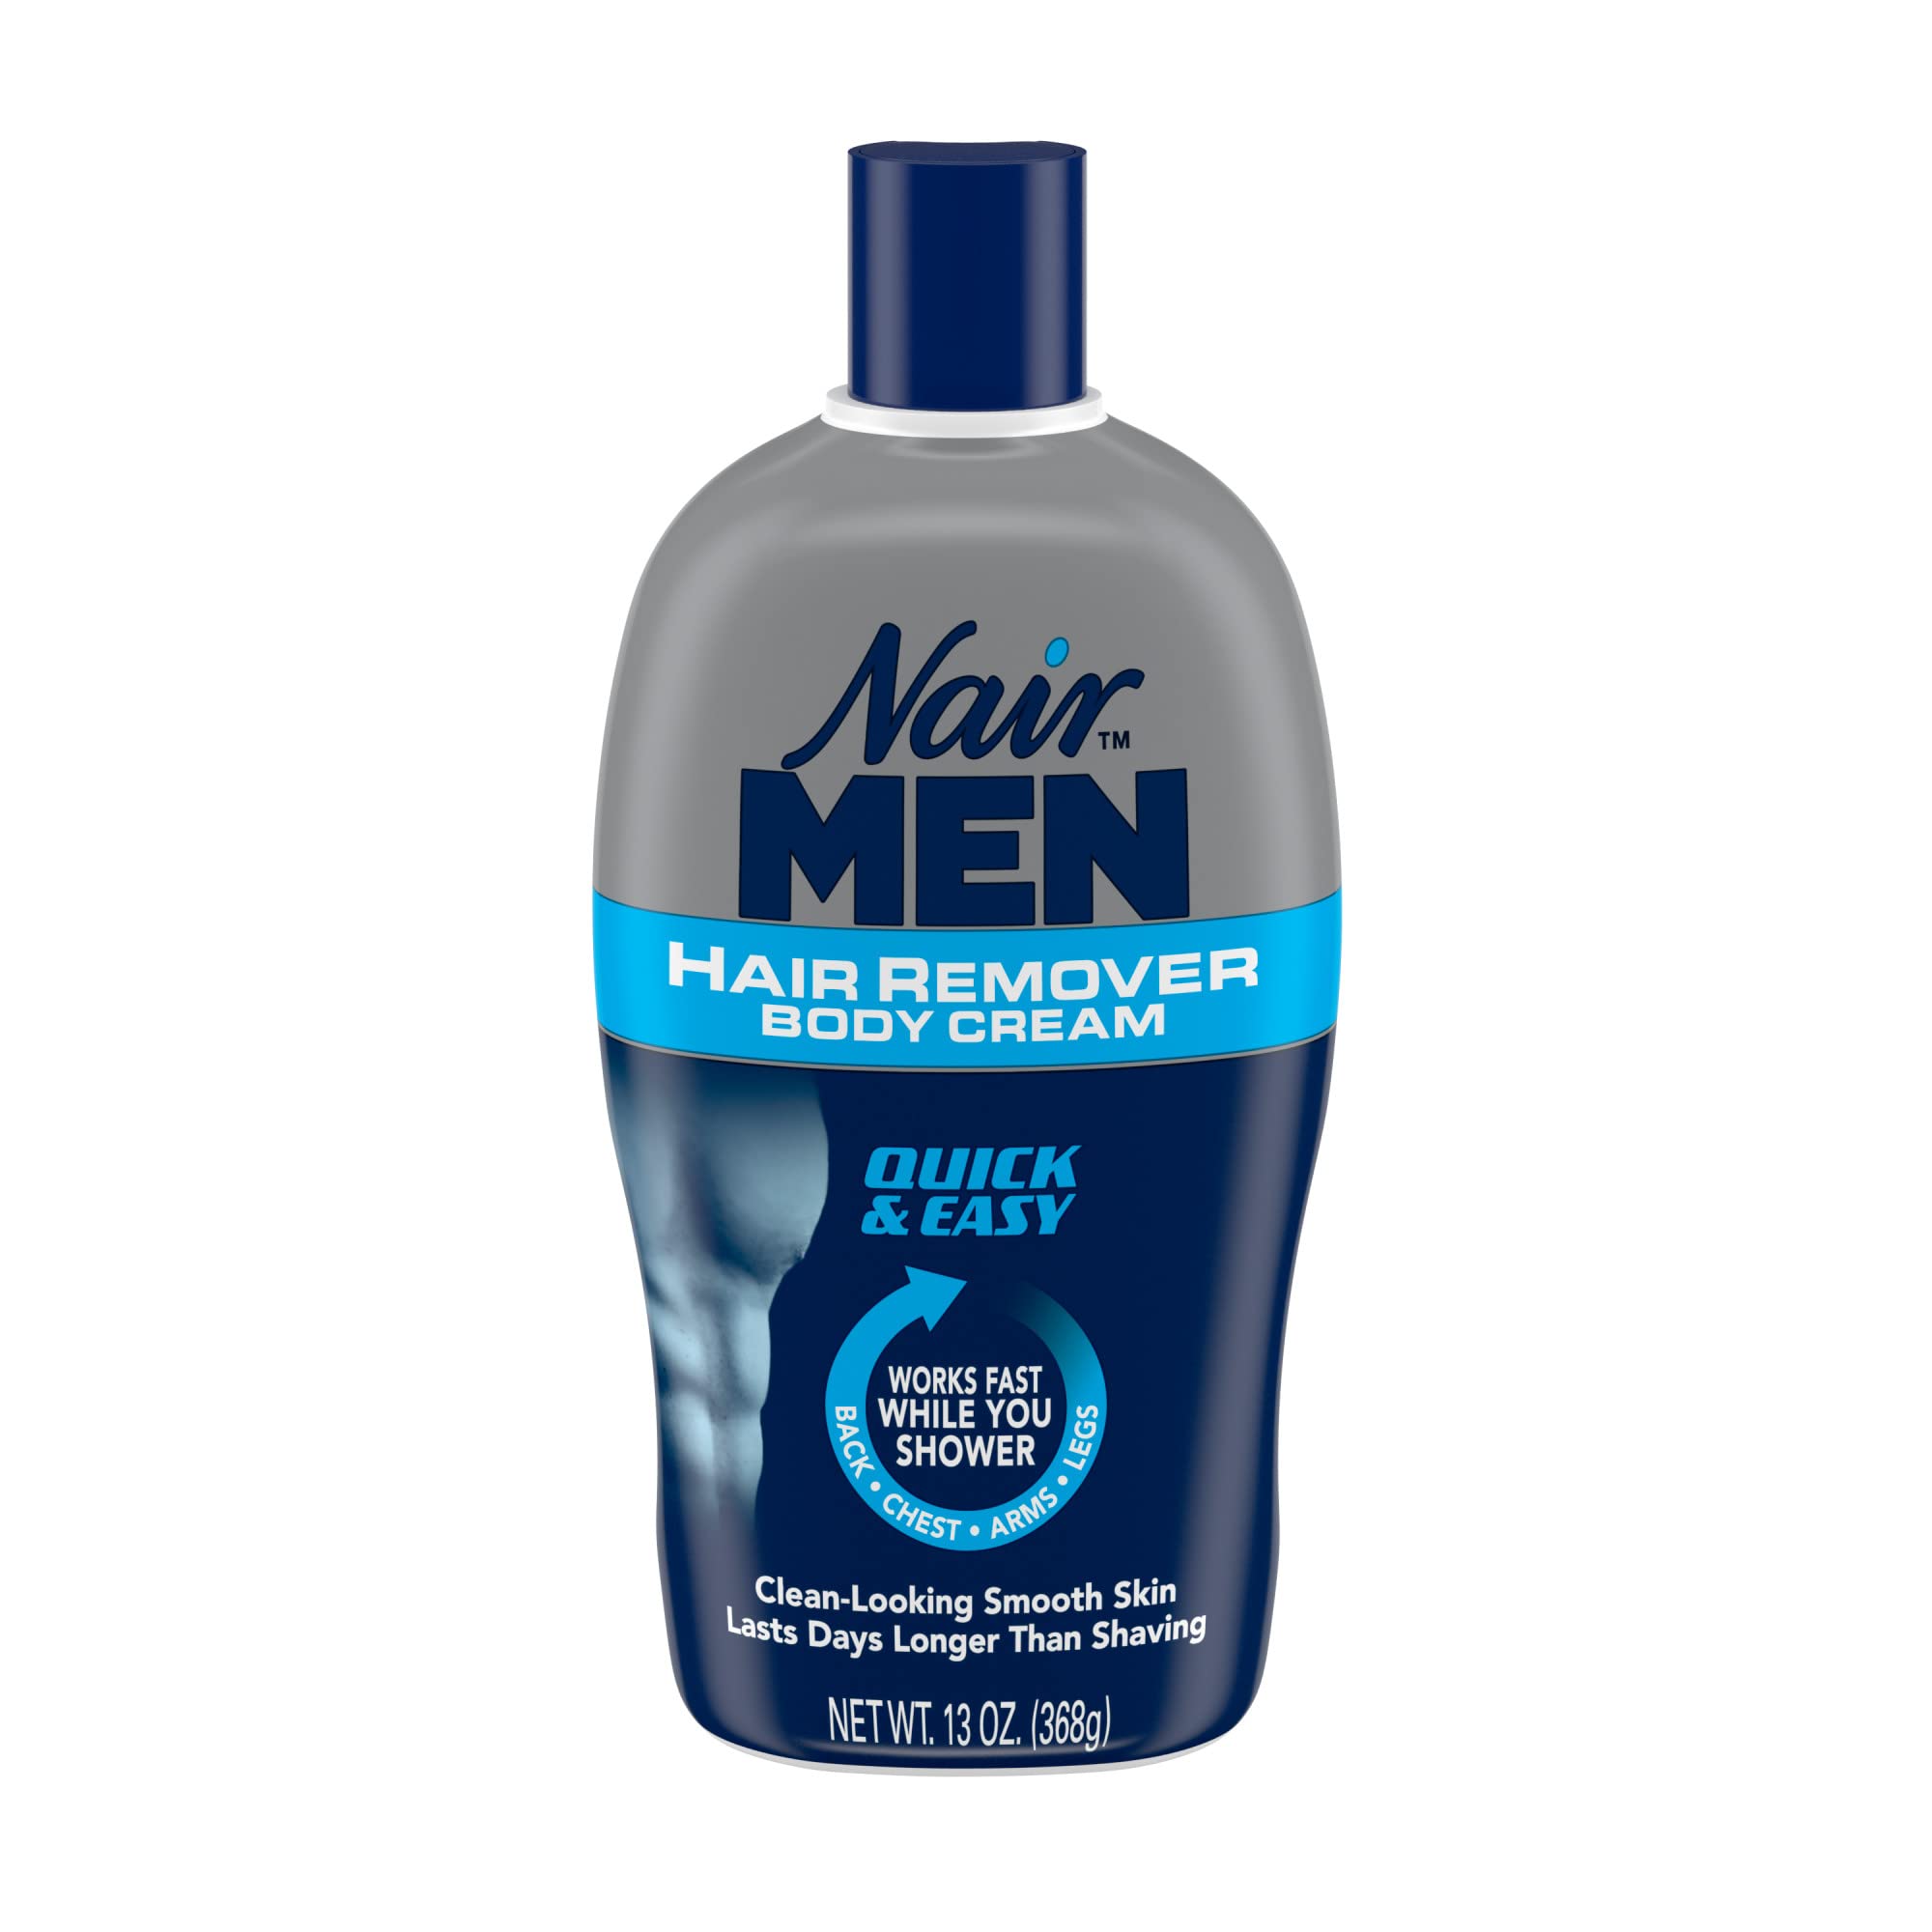 Nair™
MEN
HAIR REMOVER
BODY CREAM
QUICK
& EASY
WORKS FAST
WHILE YOU
SHOWER
BACK • CHEST • ARMS • LEGS
Clean-Looking Smooth Skin
Lasts Days Longer Than Shaving
NET WT. 13 OZ. (368g)